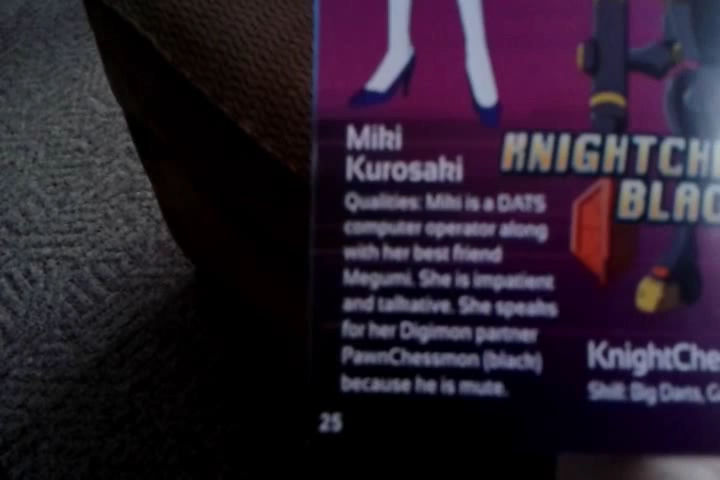 Miki
Kurosaki
Qualities: Miki is a DATS
computer operator along
with her best friend
Megumi. She is impatient
and talkative. She speaks
for her Digimon partner
PawnChessmon (black)
because he is mute.
25
KNIGHTCH
BLAC
KnightChe
Skill: Big Darts, G